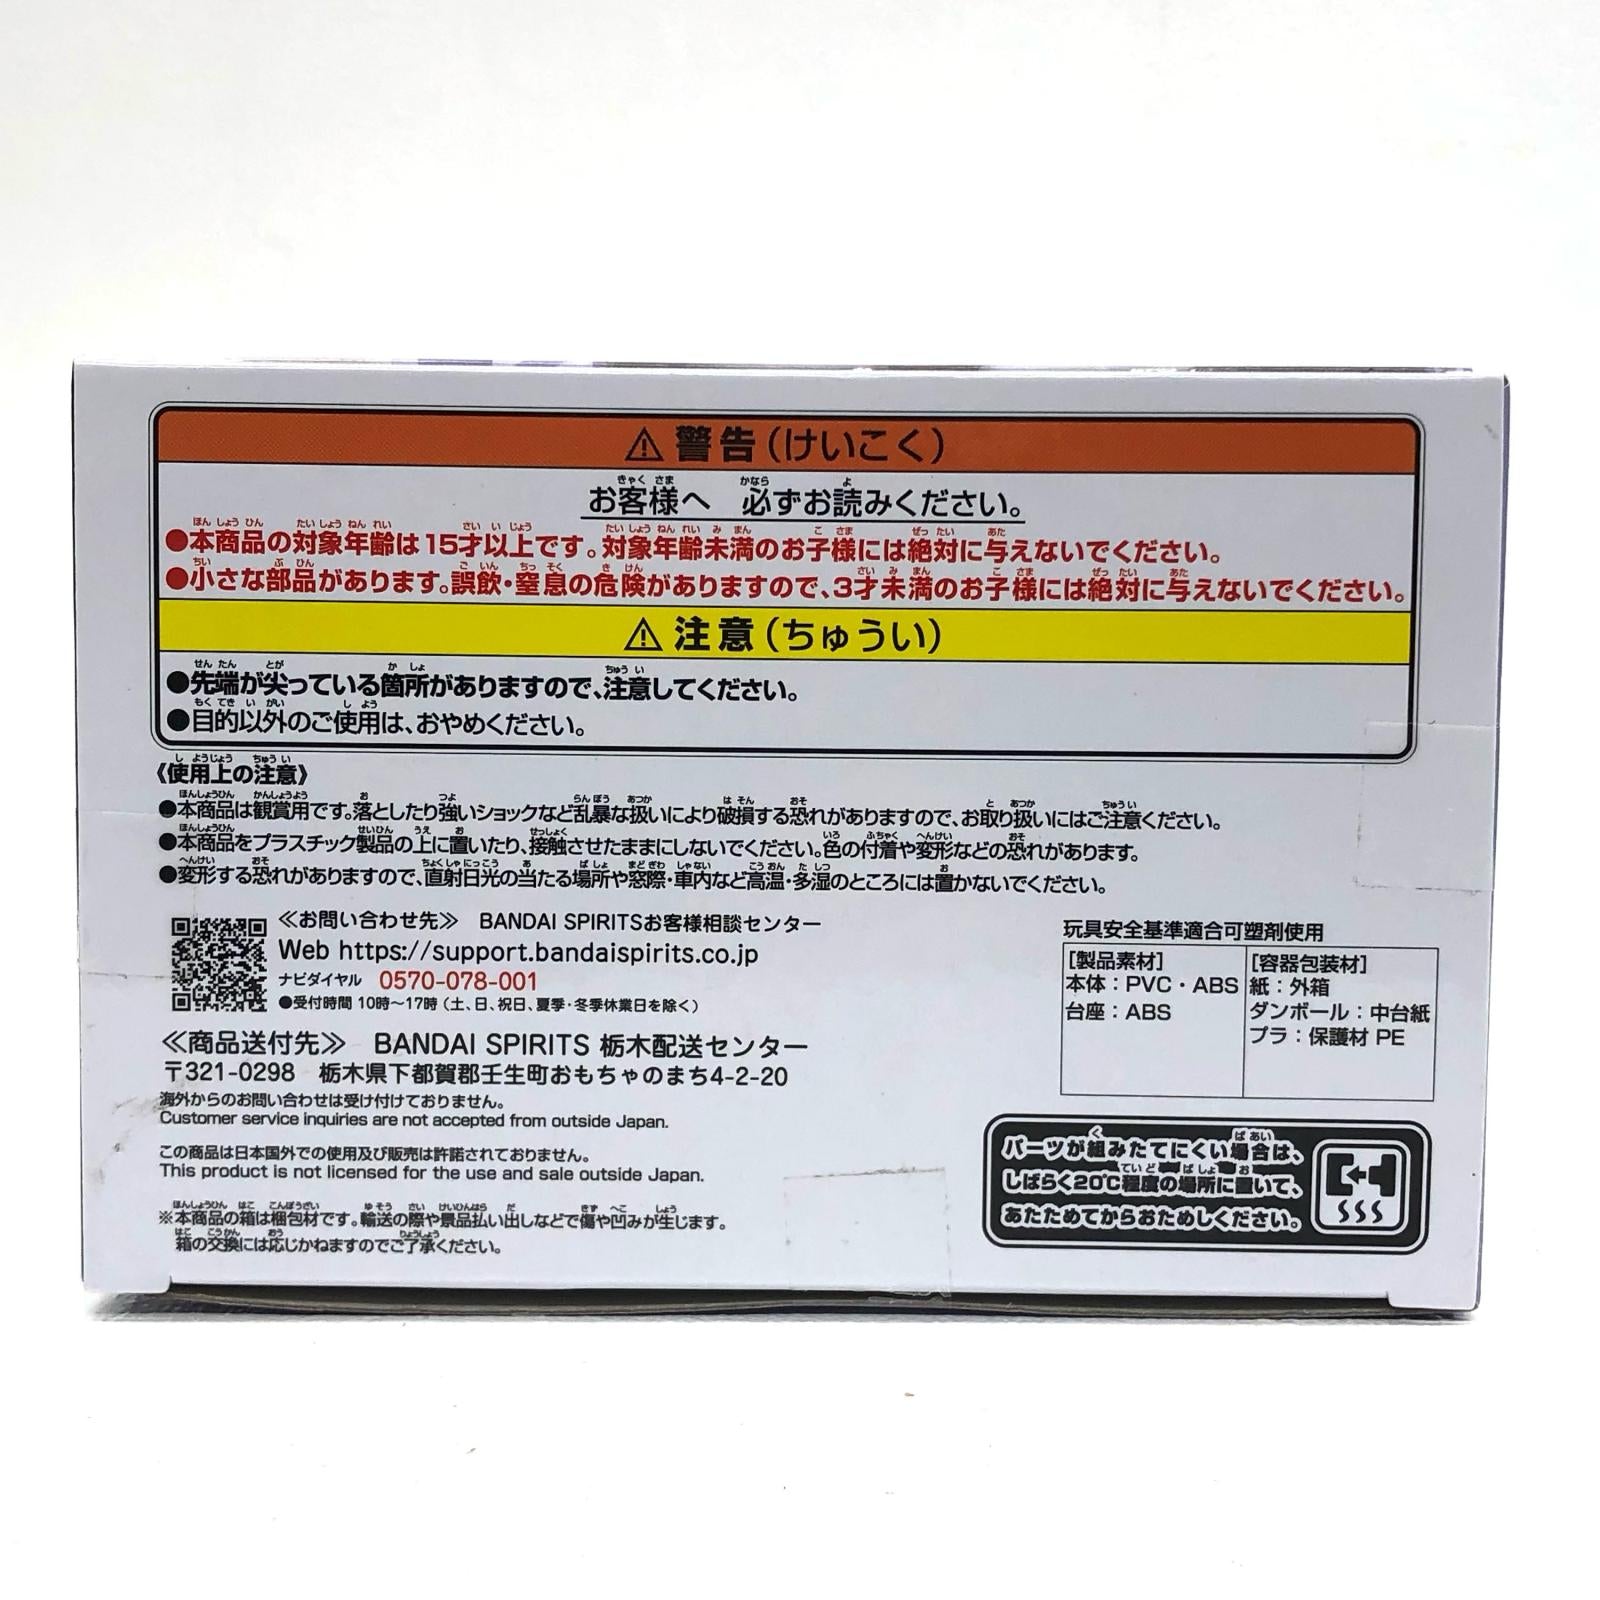 ⚠ 警告(けいこく)
お客様へ 必ずお読みください。
●本商品の対象年齢は15才以上です。対象年齢未満のお子様には絶対に与えないでください。
●小さな部品があります。誤飲・窒息の危険がありますので、3才未満のお子様には絶対に与えないでください。
⚠ 注意(ちゅうい)
●先端が尖っている箇所がありますので、注意してください。
●目的以外のご使用は、おやめください。
《使用上の注意》
●本商品は観賞用です。落としたり強いショックなど乱暴な扱いにより破損する恐れがありますので、お取り扱いにはご注意ください。
●本商品をプラスチック製品の上に置いたり、接触させたままにしないでください。色の付着や変形などの恐れがあります。
●変形する恐れがありますので、直射日光の当たる場所や窓際・車内など高温・多湿のところには置かないでください。
≪お問い合わせ先≫ BANDAI SPIRITSお客様相談センター
Web https://support.bandaispirits.co.jp
ナビダイヤル 0570-078-001
●受付時間 10時〜17時(土、日、祝日、夏季・冬季休業日を除く)
≪商品送付先≫ BANDAI SPIRITS 栃木配送センター
〒321-0298 栃木県下都賀郡壬生町おもちゃのまち4-2-20
海外からのお問い合わせは受け付けておりません。
Customer service inquiries are not accepted from outside Japan.
この商品は日本国外での使用及び販売は許諾されておりません。
This product is not licensed for the use and sale outside Japan.
※本商品の箱は梱包材です。輸送の際や景品払い出しなどで傷や凹みが生じます。
箱の交換には応じかねますのでご了承ください。
玩具安全基準適合可塑剤使用
[製品素材]
本体:PVC・ABS
台座:ABS
[容器包装材]
紙:外箱
ダンボール:中台紙
プラ:保護材 PE
パーツが組みたてにくい場合は、
しばらく20℃程度の場所に置いて、
あたためてからおためしください。